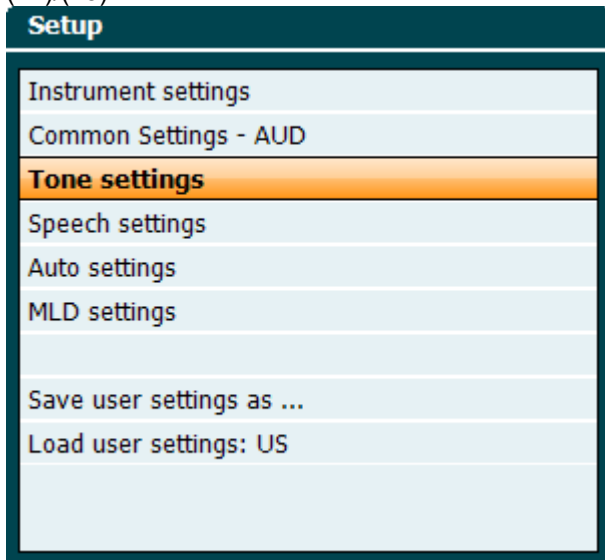 Setup
Instrument settings
Common Settings - AUD
Tone settings
Speech settings
Auto settings
MLD settings
Save user settings as ...
Load user settings: US